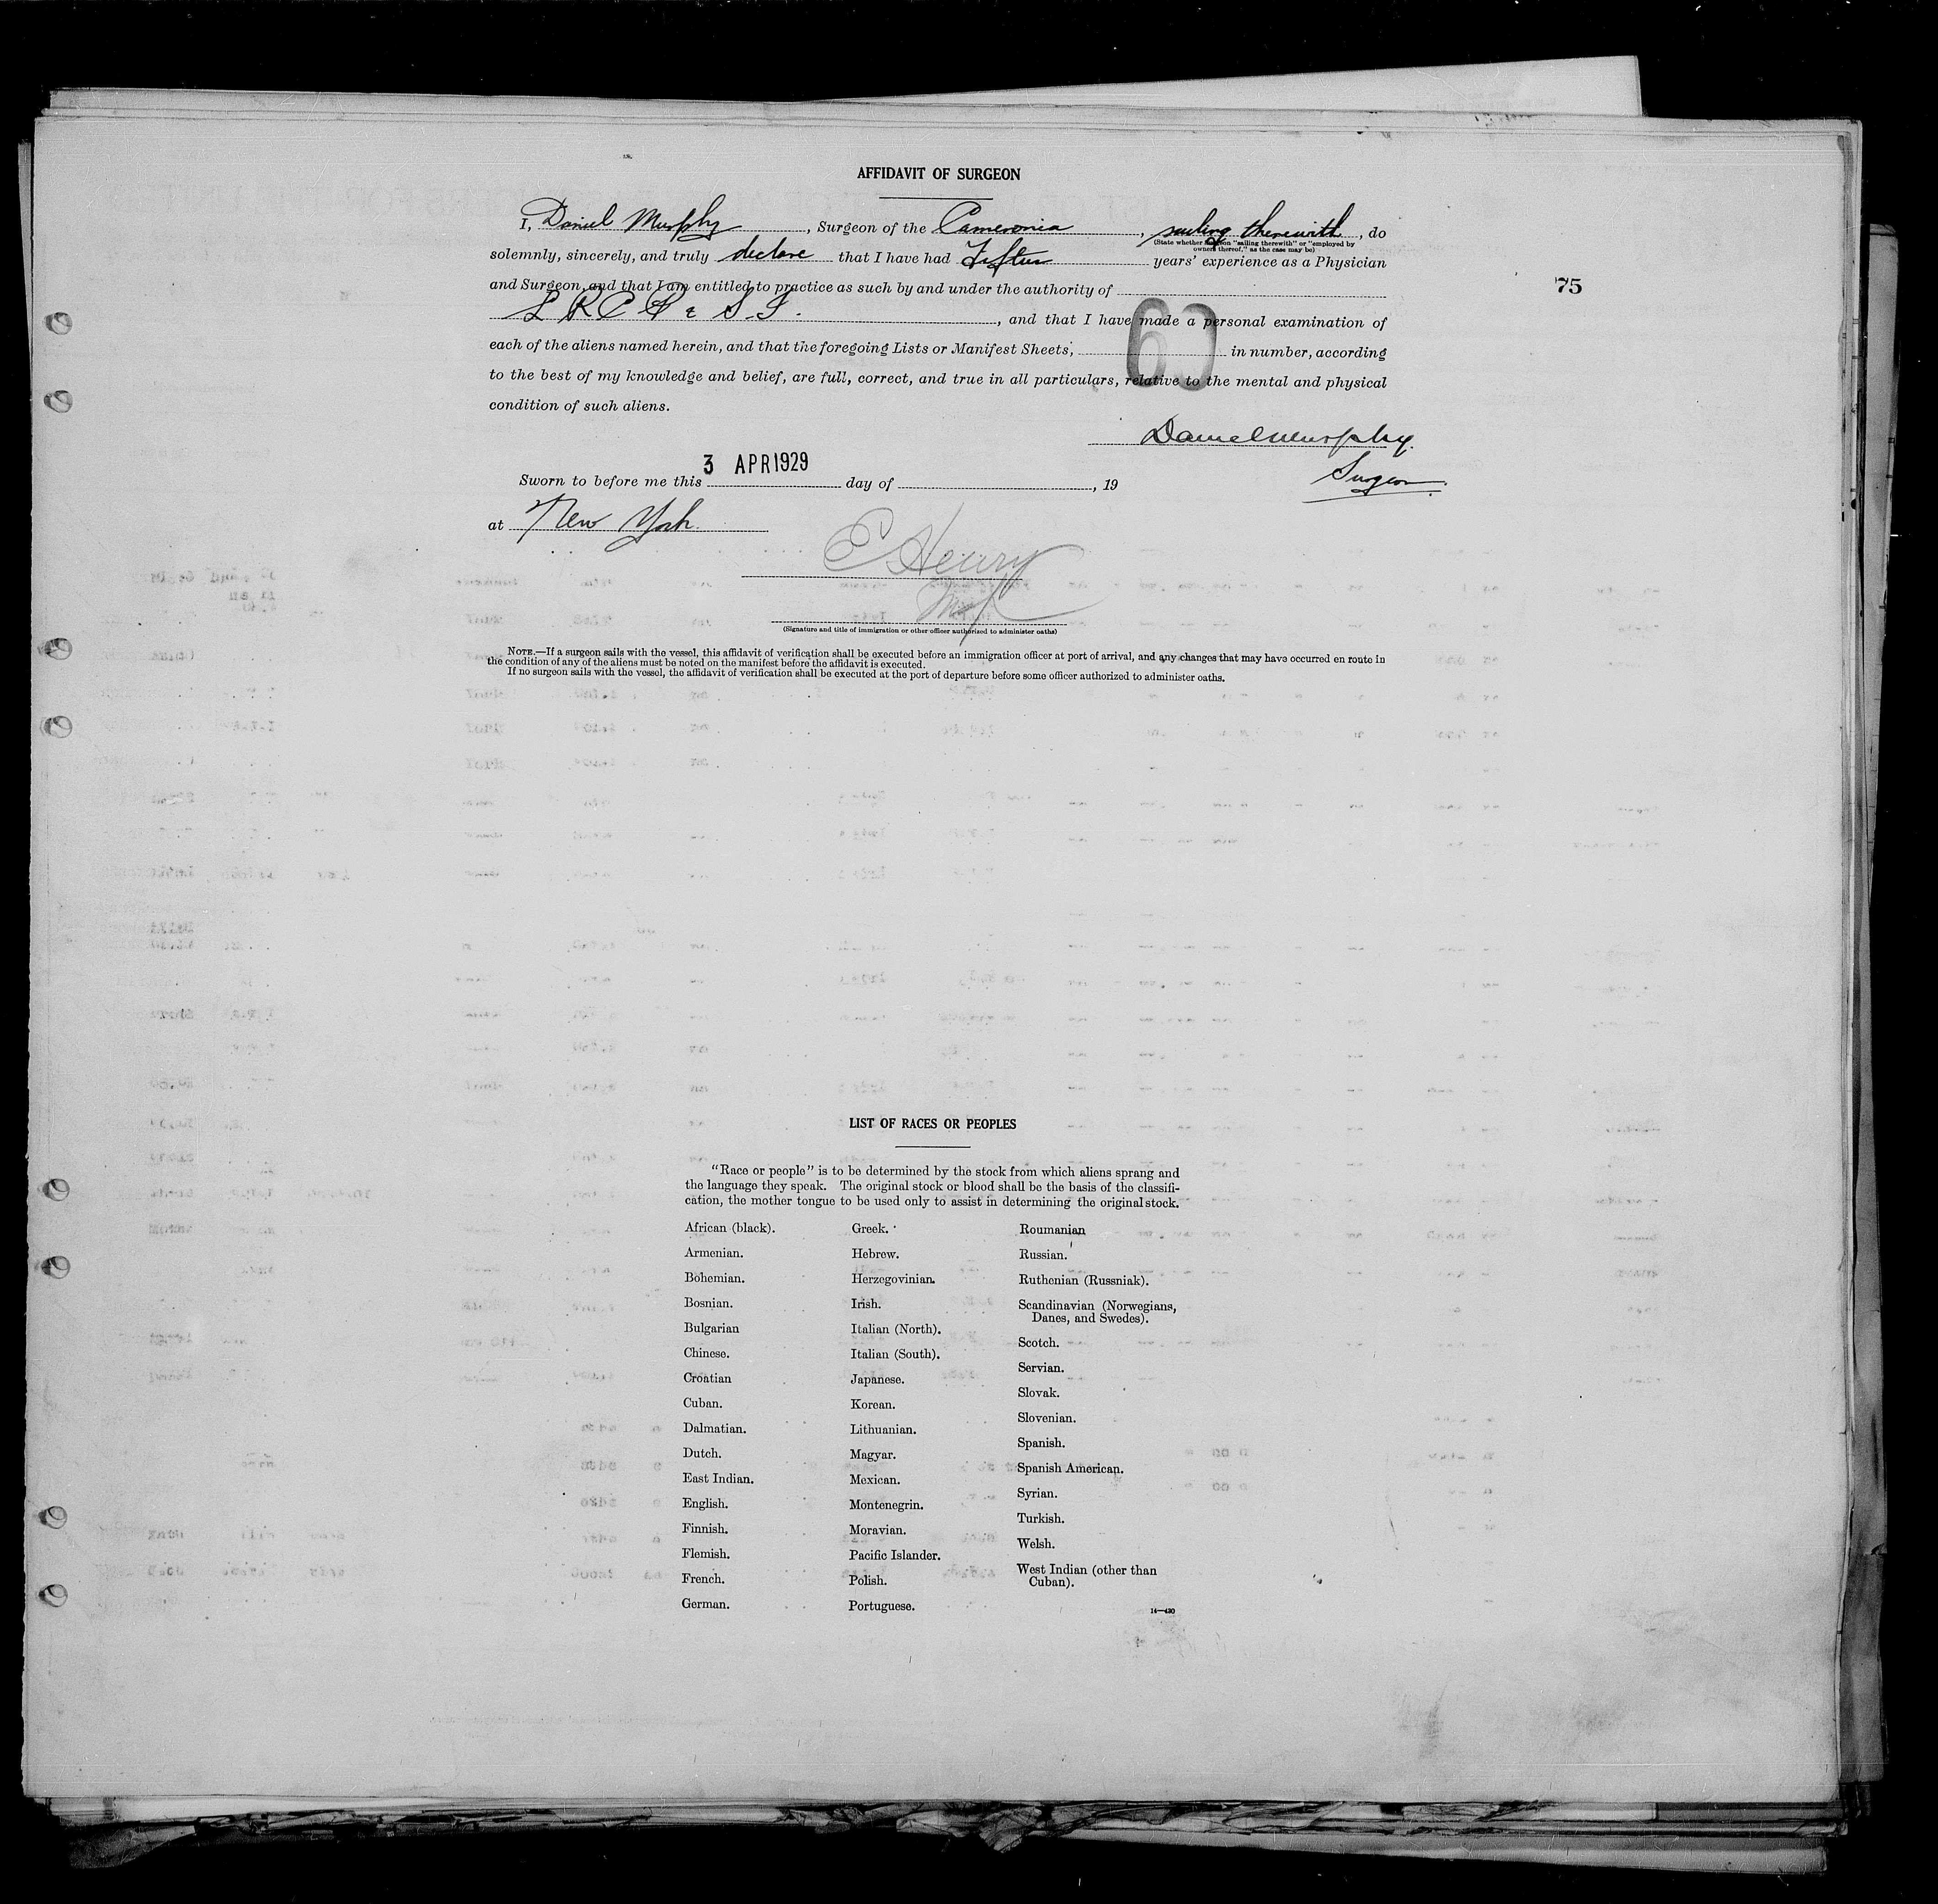 AFFIDAVIT OF SURGEON
I, Daniel Murphy, Surgeon of the Cameronia, sailing therewith, do
(State whether surgeon "sailing therewith" or "employed by
owners thereof," as the case may be)
solemnly, sincerely, and truly declare that I have had Fifteen years' experience as a Physician
75
and Surgeon, and that I am entitled to practice as such by and under the authority of
L R C P & S. I., and that I have made a personal examination of
each of the aliens named herein, and that the foregoing Lists or Manifest Sheets, 60 in number, according
to the best of my knowledge and belief, are full, correct, and true in all particulars, relative to the mental and physical
condition of such aliens.
Daniel Murphy.
Surgeon
3 APR 1929
Sworn to before me this day of , 19
at New York.
E Henry
(Signature and title of immigration or other officer authorized to administer oaths)
NOTE.—If a surgeon sails with the vessel, this affidavit of verification shall be executed before an immigration officer at port of arrival, and any changes that may have occurred en route in
the condition of any of the aliens must be noted on the manifest before the affidavit is executed.
If no surgeon sails with the vessel, the affidavit of verification shall be executed at the port of departure before some officer authorized to administer oaths.
LIST OF RACES OR PEOPLES
"Race or people" is to be determined by the stock from which aliens sprang and
the language they speak. The original stock or blood shall be the basis of the classifi-
cation, the mother tongue to be used only to assist in determining the original stock.
African (black).
Armenian.
Bohemian.
Bosnian.
Bulgarian
Chinese.
Croatian
Cuban.
Dalmatian.
Dutch.
East Indian.
English.
Finnish.
Flemish.
French.
German.
Greek.
Hebrew.
Herzegovinian.
Irish.
Italian (North).
Italian (South).
Japanese.
Korean.
Lithuanian.
Magyar.
Mexican.
Montenegrin.
Moravian.
Pacific Islander.
Polish.
Portuguese.
Roumanian
Russian.
Ruthenian (Russniak).
Scandinavian (Norwegians,
Danes, and Swedes).
Scotch.
Servian.
Slovak.
Slovenian.
Spanish.
Spanish American.
Syrian.
Turkish.
Welsh.
West Indian (other than
Cuban).
14—430